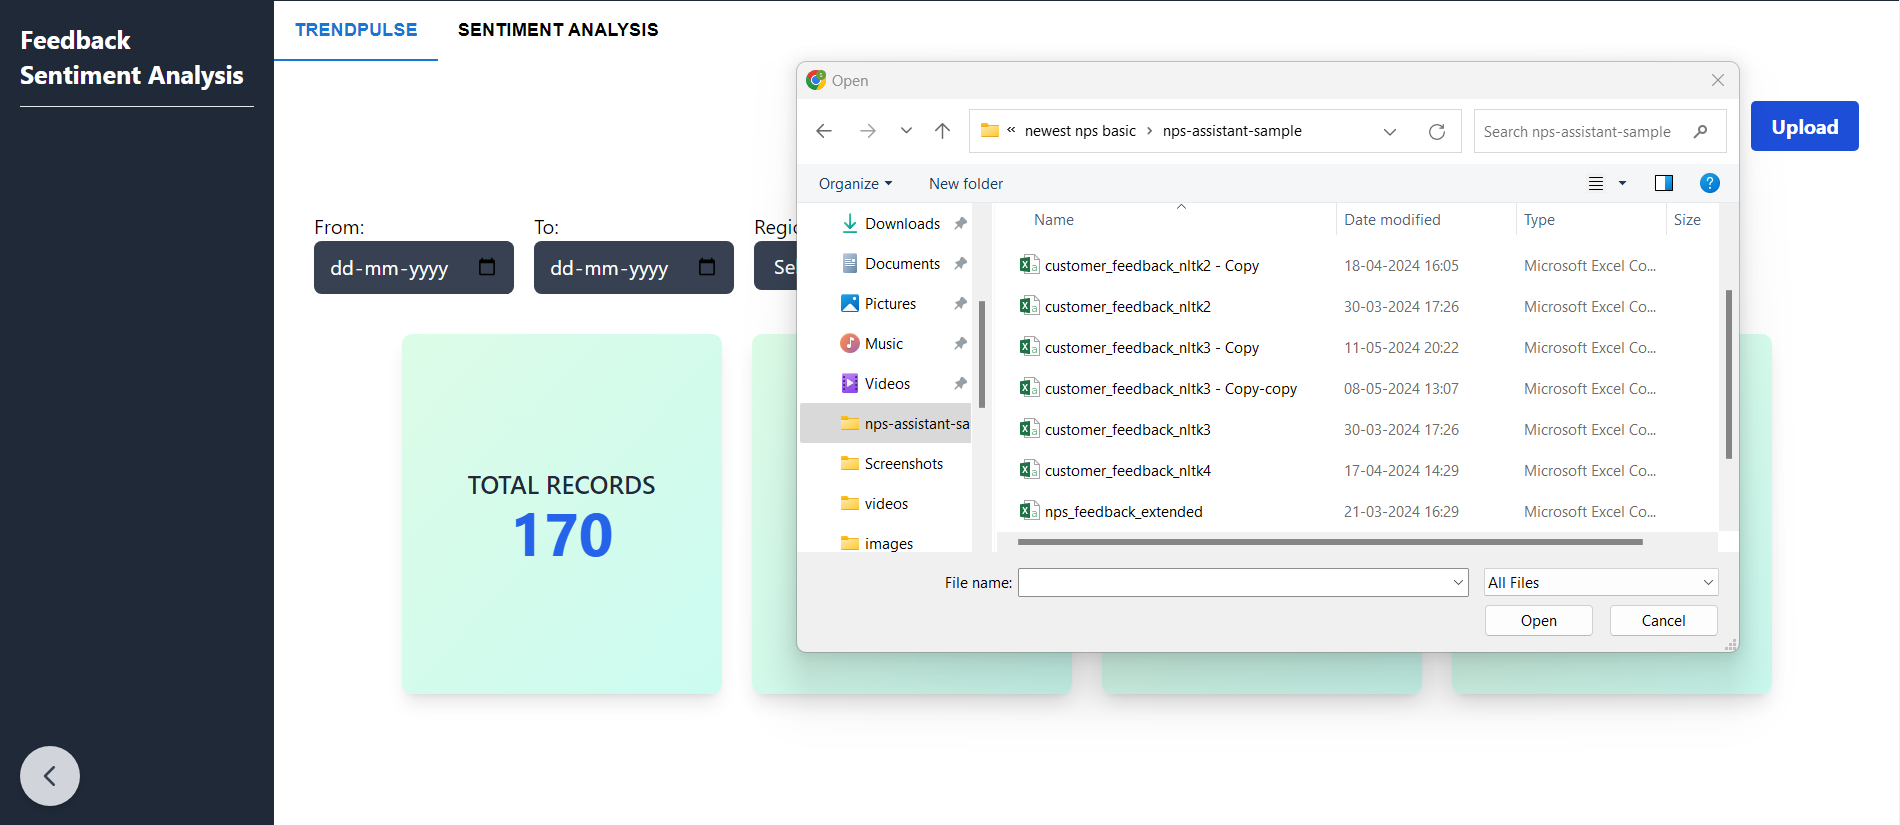 Feedback
Sentiment Analysis
TRENDPULSE
SENTIMENT ANALYSIS
Upload
From:
dd-mm-yyyy
To:
dd-mm-yyyy
Regio
Sel
TOTAL RECORDS
170
Open
« newest nps basic › nps-assistant-sample
Search nps-assistant-sample
Organize
New folder
?
Downloads
Documents
Pictures
Music
Videos
nps-assistant-sa
Screenshots
videos
images
Name Date modified Type Size
customer_feedback_nltk2 - Copy 18-04-2024 16:05 Microsoft Excel Co...
customer_feedback_nltk2 30-03-2024 17:26 Microsoft Excel Co...
customer_feedback_nltk3 - Copy 11-05-2024 20:22 Microsoft Excel Co...
customer_feedback_nltk3 - Copy-copy 08-05-2024 13:07 Microsoft Excel Co...
customer_feedback_nltk3 30-03-2024 17:26 Microsoft Excel Co...
customer_feedback_nltk4 17-04-2024 14:29 Microsoft Excel Co...
nps_feedback_extended 21-03-2024 16:29 Microsoft Excel Co...
File name:
All Files
Open
Cancel